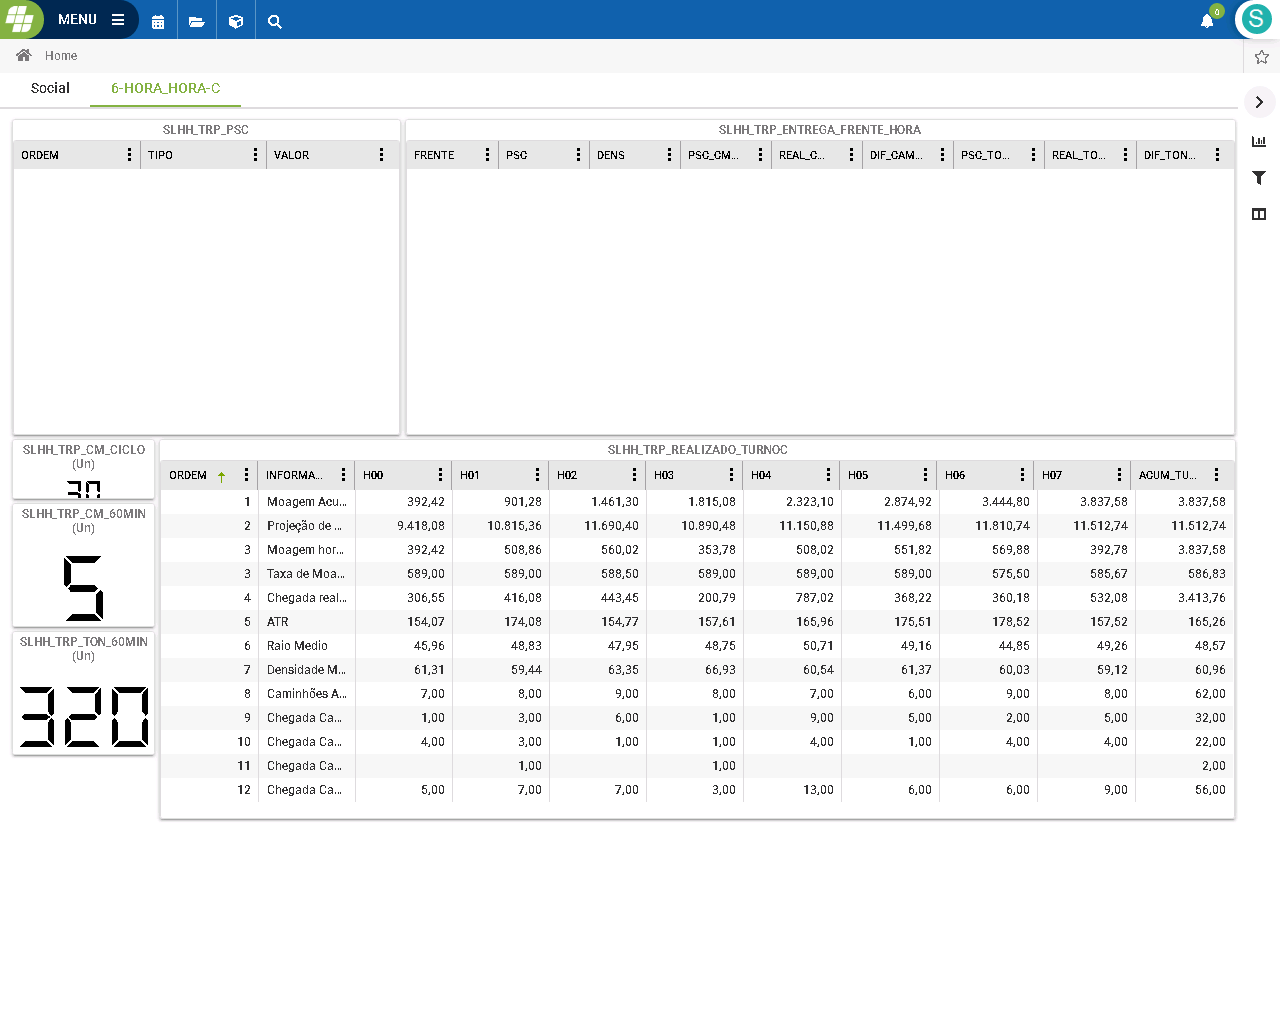 MENU
0
S
Home
Social 6-HORA_HORA-C
SLHH_TRP_PSC
ORDEM TIPO VALOR
SLHH_TRP_ENTREGA_FRENTE_HORA
FRENTE PSC DENS PSC_CM... REAL_C... DIF_CAM... PSC_TO... REAL_TO... DIF_TON...
SLHH_TRP_CM_CICLO
(Un)
SLHH_TRP_CM_60MIN
(Un)
5
SLHH_TRP_TON_60MIN
(Un)
320
SLHH_TRP_REALIZADO_TURNOC
ORDEM INFORMA... H00 H01 H02 H03 H04 H05 H06 H07 ACUM_TU...
1 Moagem Acu... 392,42 901,28 1.461,30 1.815,08 2.323,10 2.874,92 3.444,80 3.837,58 3.837,58
2 Projeção de ... 9.418,08 10.815,36 11.690,40 10.890,48 11.150,88 11.499,68 11.810,74 11.512,74 11.512,74
3 Moagem hor... 392,42 508,86 560,02 353,78 508,02 551,82 569,88 392,78 3.837,58
3 Taxa de Moa... 589,00 589,00 588,50 589,00 589,00 589,00 575,50 585,67 586,83
4 Chegada real... 306,55 416,08 443,45 200,79 787,02 368,22 360,18 532,08 3.413,76
5 ATR 154,07 174,08 154,77 157,61 165,96 175,51 178,52 157,52 165,26
6 Raio Medio 45,96 48,83 47,95 48,75 50,71 49,16 44,85 49,26 48,57
7 Densidade M... 61,31 59,44 63,35 66,93 60,54 61,37 60,03 59,12 60,96
8 Caminhões A... 7,00 8,00 9,00 8,00 7,00 6,00 9,00 8,00 62,00
9 Chegada Ca... 1,00 3,00 6,00 1,00 9,00 5,00 2,00 5,00 32,00
10 Chegada Ca... 4,00 3,00 1,00 1,00 4,00 1,00 4,00 4,00 22,00
11 Chegada Ca... 1,00 1,00 2,00
12 Chegada Ca... 5,00 7,00 7,00 3,00 13,00 6,00 6,00 9,00 56,00